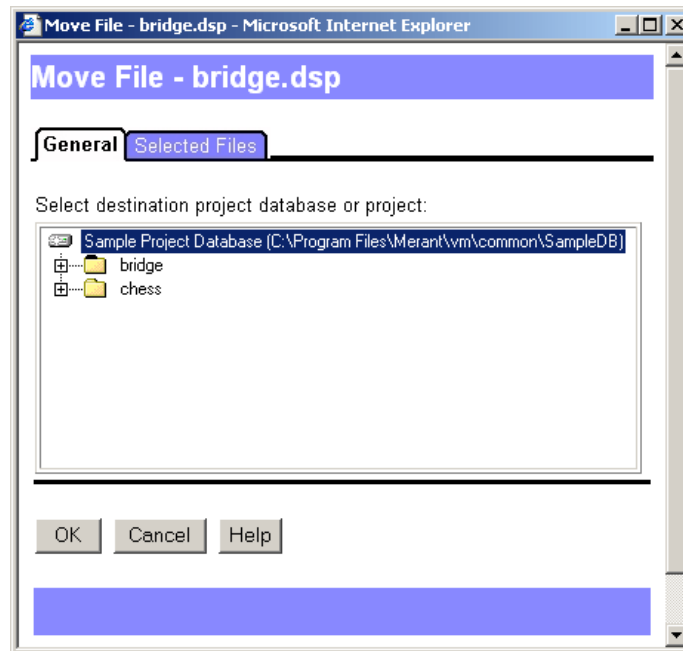 Move File - bridge.dsp - Microsoft Internet Explorer
Move File - bridge.dsp
General Selected Files
Select destination project database or project:
Sample Project Database (C:\Program Files\Merant\vm\common\SampleDB)
bridge
chess
OK Cancel Help